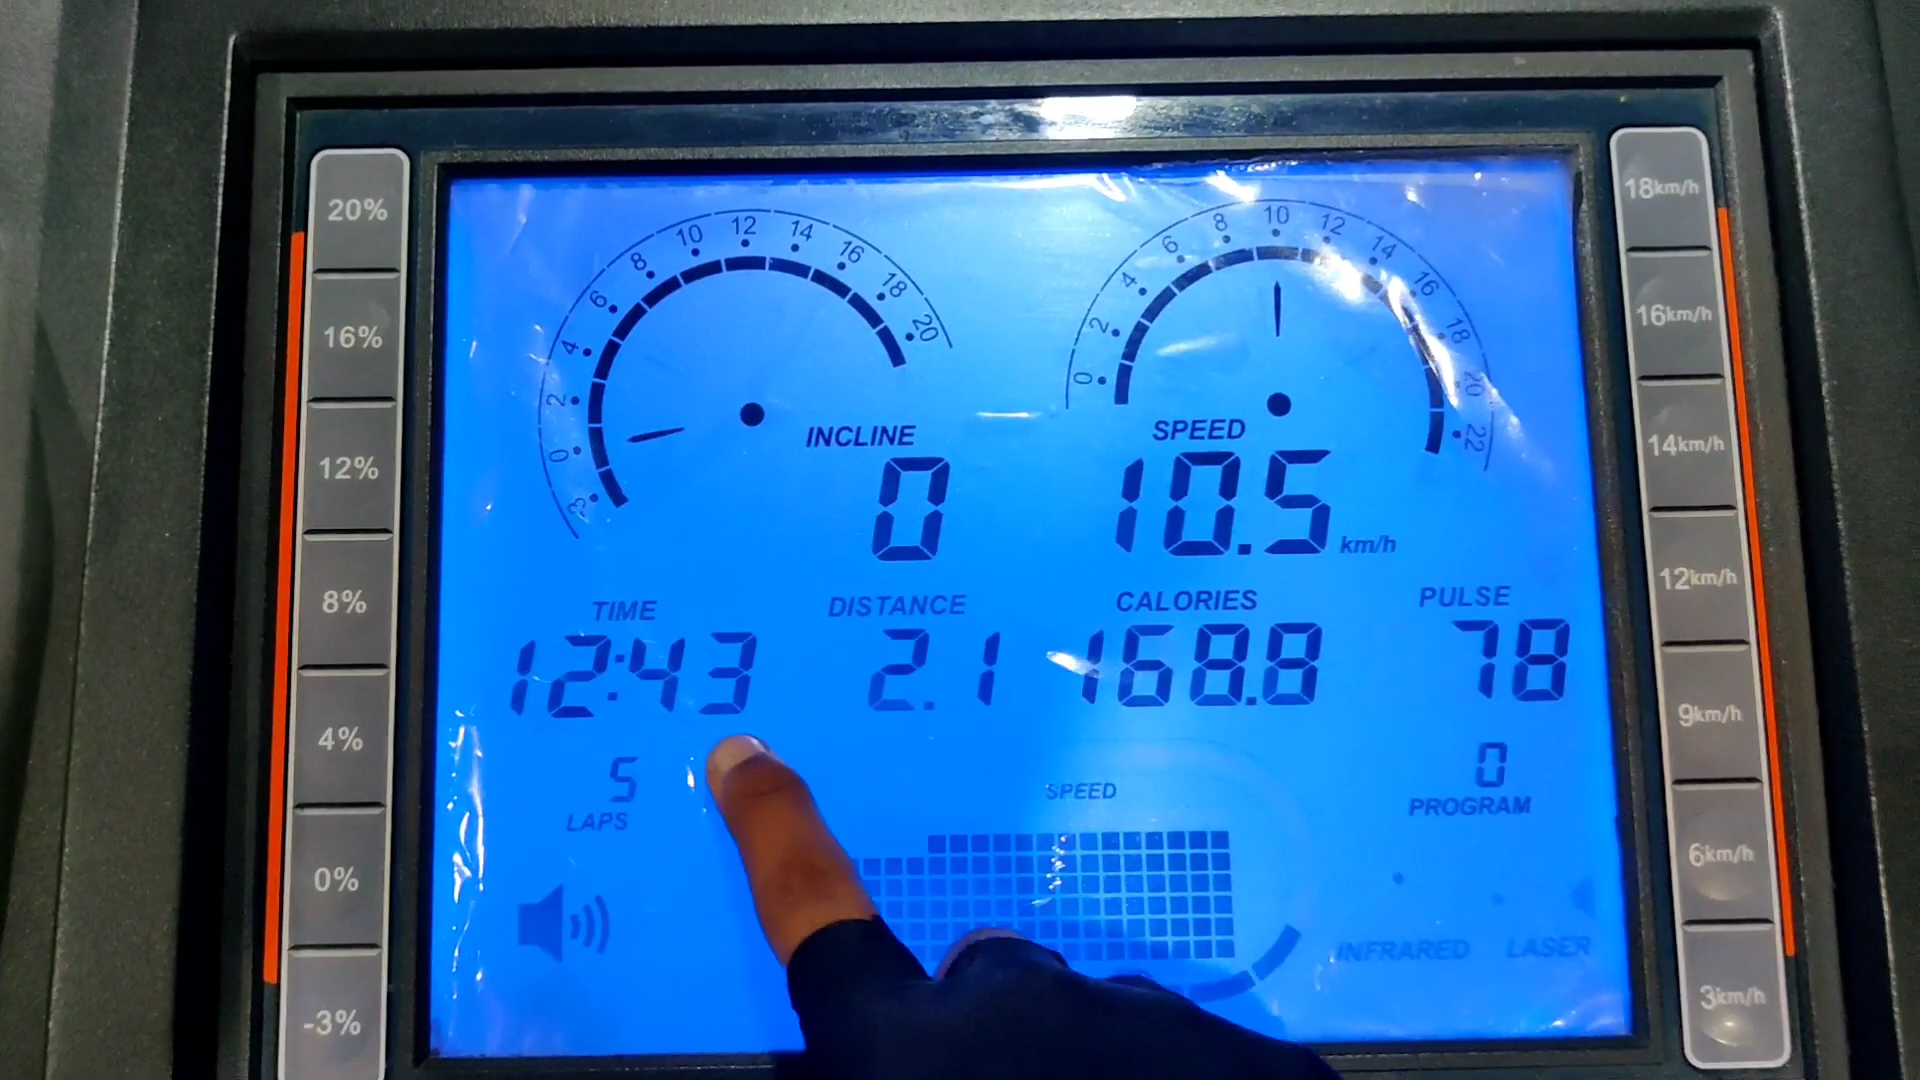 20%
16%
12%
8%
4%
0%
-3%
-3 0 2 4 6 8 10 12 14 16 18 20
INCLINE
0
0 2 4 6 8 10 12 14 16 18 20 22
SPEED
10.5 km/h
TIME
12:43
DISTANCE
2.1
CALORIES
168.8
PULSE
78
5
LAPS
SPEED
0
PROGRAM
INFRARED
LASER
18km/h
16km/h
14km/h
12km/h
9km/h
6km/h
3km/h